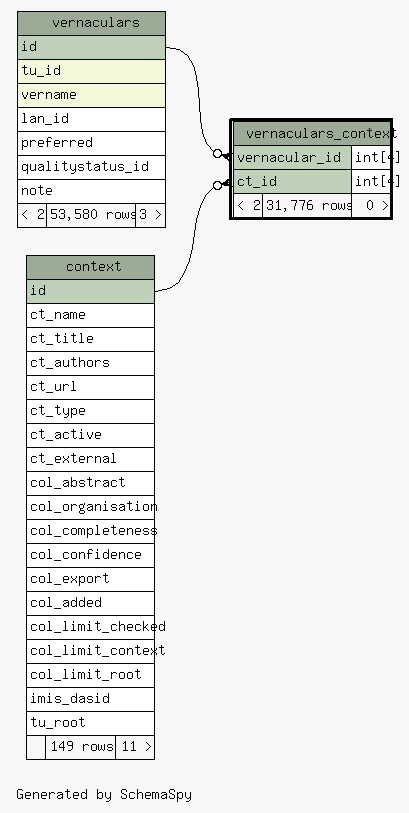 vernaculars
id
tu_id
vername
lan_id
preferred
qualitystatus_id
note
< 2 53,580 rows 3 >
vernaculars_context
vernacular_id int[4]
ct_id int[4]
< 2 31,776 rows 0 >
context
id
ct_name
ct_title
ct_authors
ct_url
ct_type
ct_active
ct_external
col_abstract
col_organisation
col_completeness
col_confidence
col_export
col_added
col_limit_checked
col_limit_context
col_limit_root
imis_dasid
tu_root
149 rows 11 >
Generated by SchemaSpy